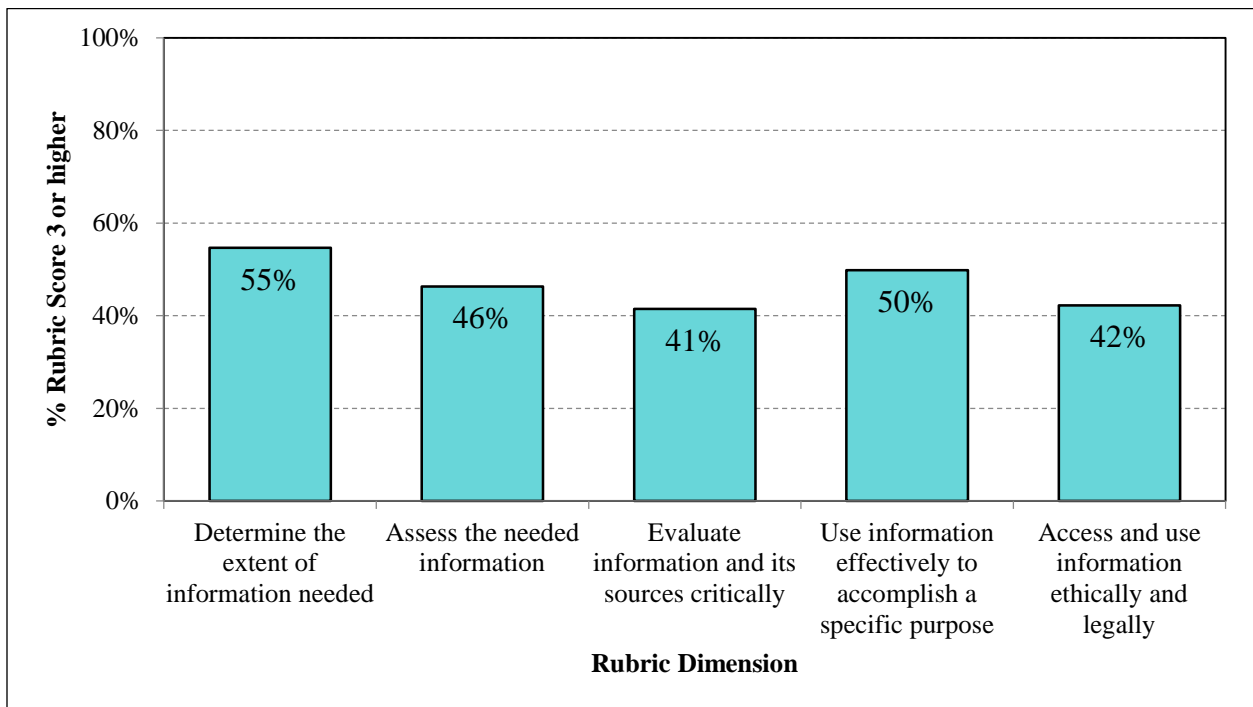 100%
80%
60%
40%
20%
0%
% Rubric Score 3 or higher
55%
46%
41%
50%
42%
Determine the
extent of
information needed
Assess the needed
information
Evaluate
information and its
sources critically
Use information
effectively to
accomplish a
specific purpose
Access and use
information
ethically and
legally
Rubric Dimension